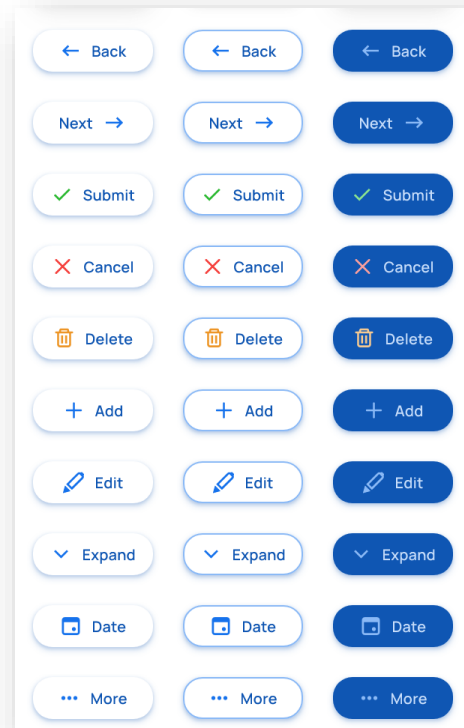 Back Back Back
Next Next Next
Submit Submit Submit
Cancel Cancel Cancel
Delete Delete Delete
Add Add Add
Edit Edit Edit
Expand Expand Expand
Date Date Date
More More More